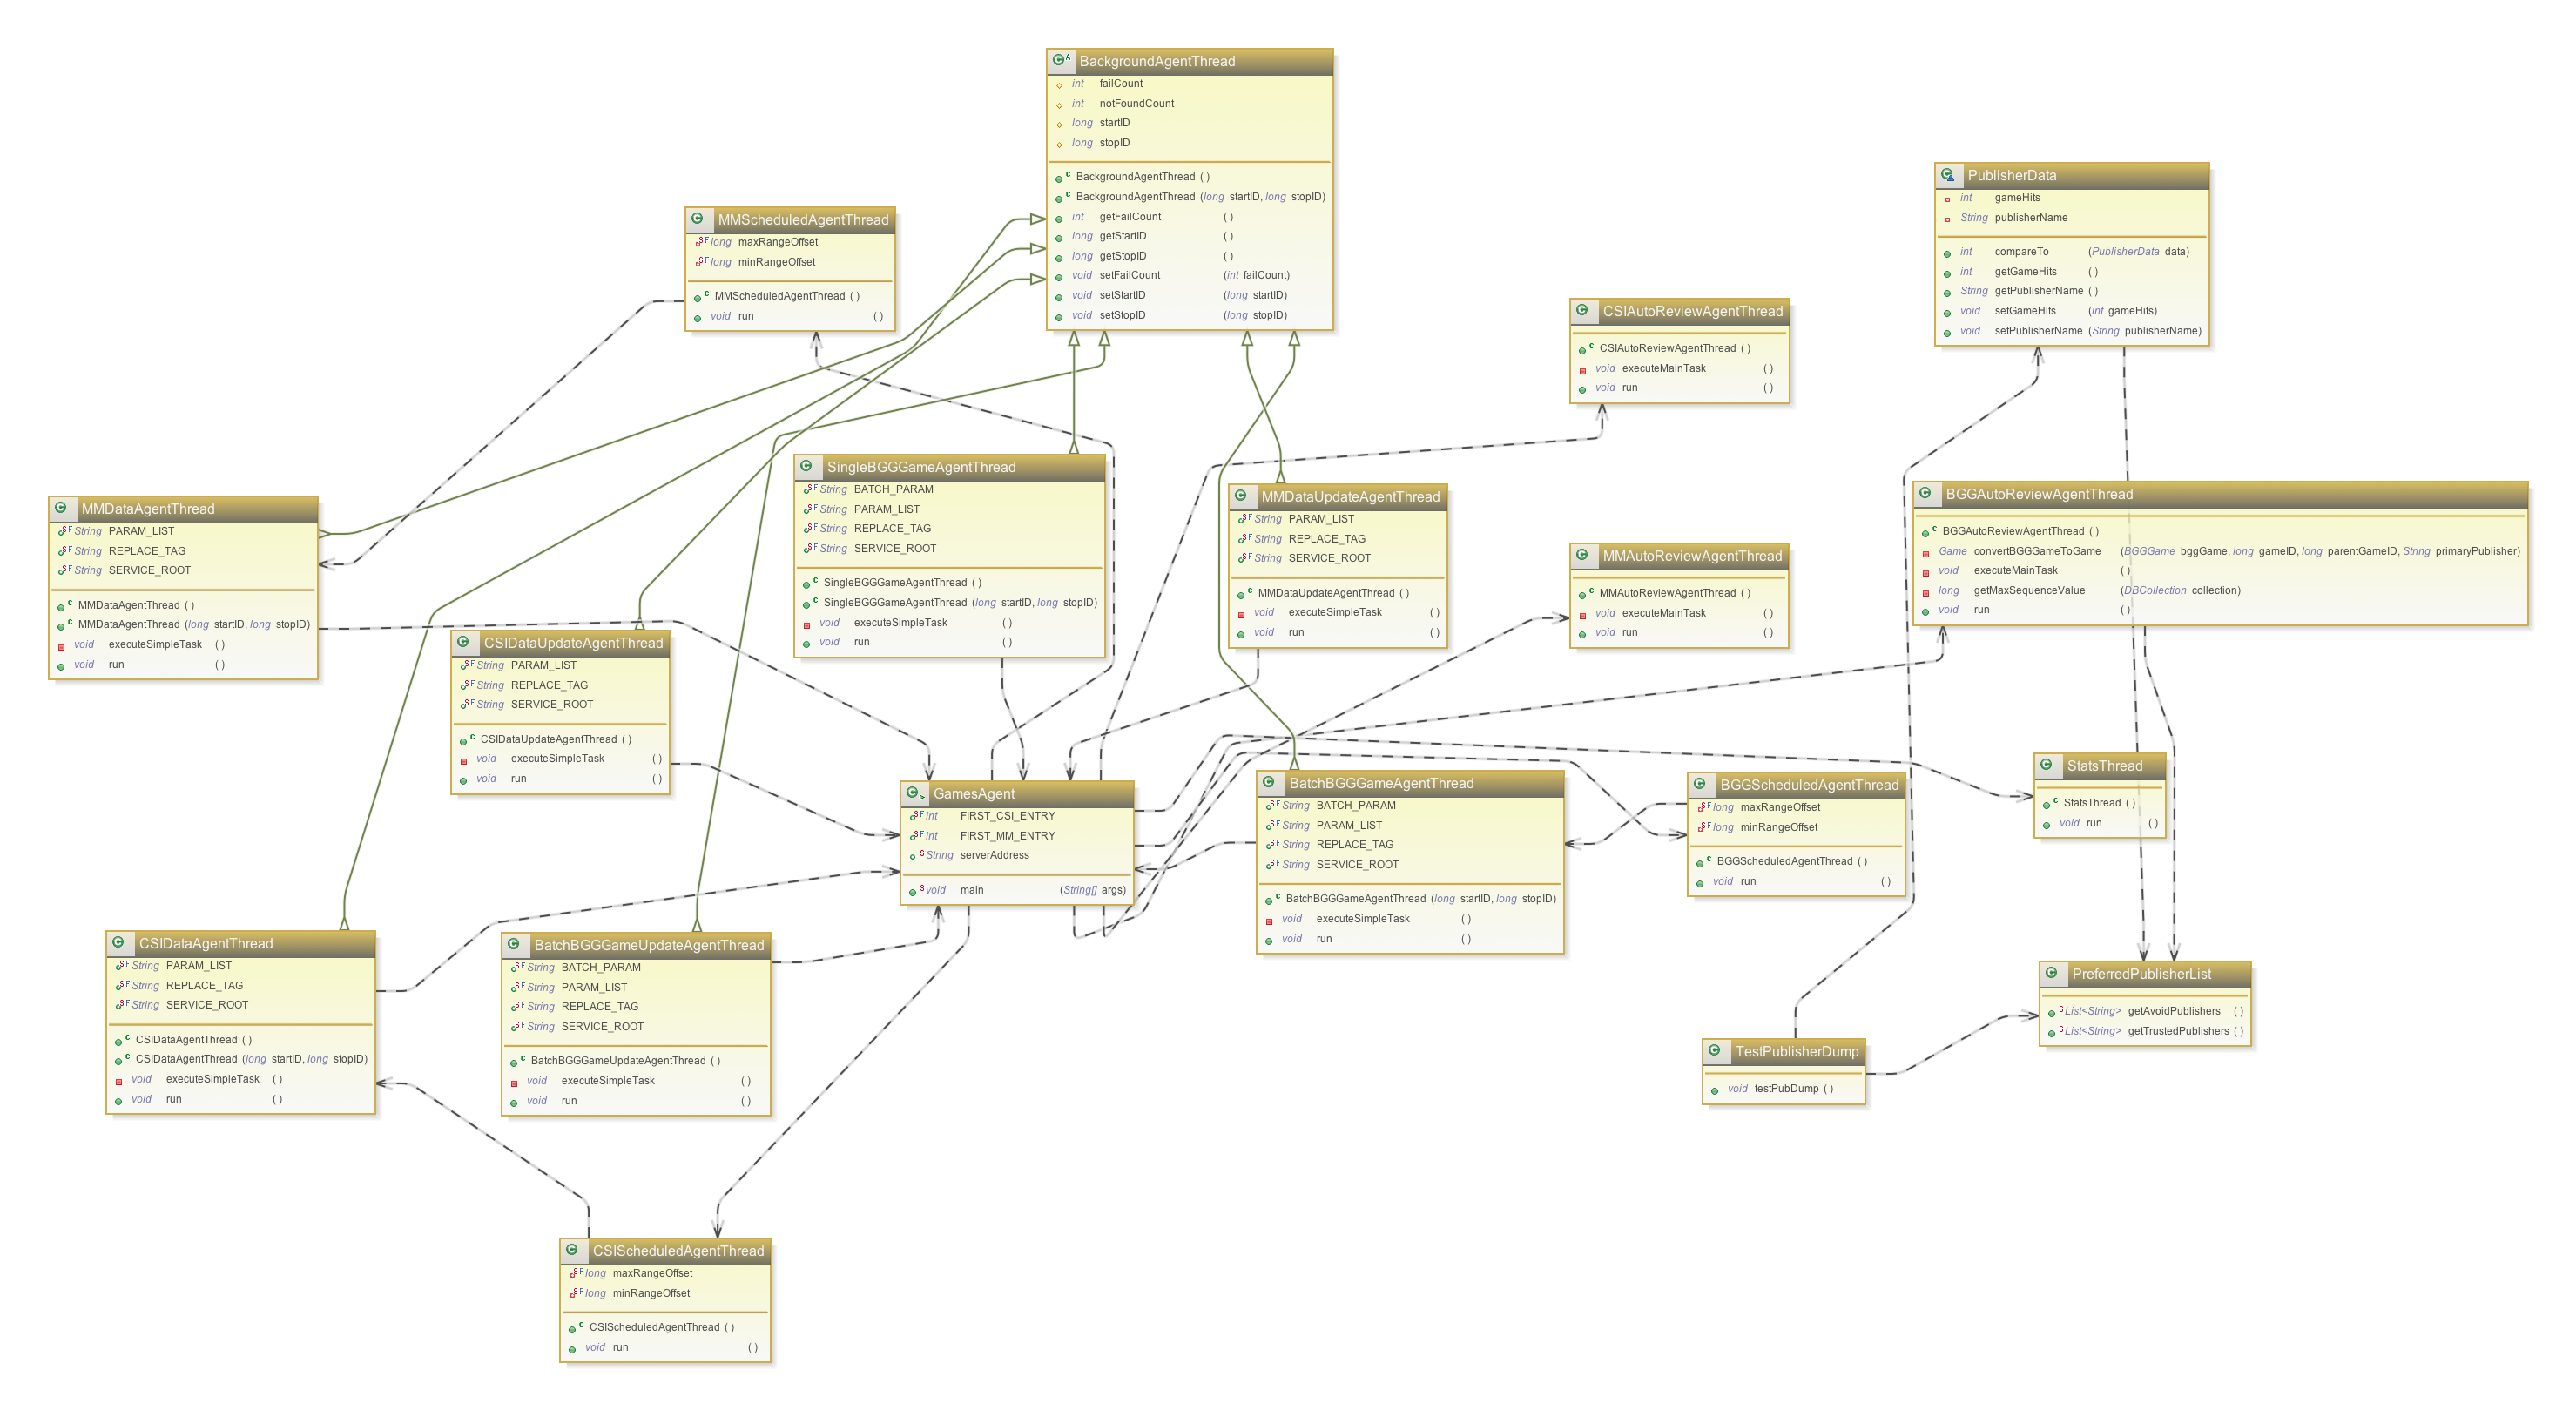 BackgroundAgentThread
int failCount
int notFoundCount
long startID
long stopID
BackgroundAgentThread ( )
BackgroundAgentThread (long startID, long stopID)
int getFailCount ( )
long getStartID ( )
long getStopID ( )
void setFailCount (int failCount)
void setStartID (long startID)
void setStopID (long stopID)
PublisherData
int gameHits
String publisherName
int compareTo (PublisherData data)
int getGameHits ( )
String getPublisherName ( )
void setGameHits (int gameHits)
void setPublisherName (String publisherName)
MMScheduledAgentThread
long maxRangeOffset
long minRangeOffset
MMScheduledAgentThread ( )
void run ( )
CSIAutoReviewAgentThread
CSIAutoReviewAgentThread ( )
void executeMainTask ( )
void run ( )
SingleBGGGameAgentThread
String BATCH_PARAM
String PARAM_LIST
String REPLACE_TAG
String SERVICE_ROOT
SingleBGGGameAgentThread ( )
SingleBGGGameAgentThread (long startID, long stopID)
void executeSimpleTask ( )
void run ( )
MMDataUpdateAgentThread
String PARAM_LIST
String REPLACE_TAG
String SERVICE_ROOT
MMDataUpdateAgentThread ( )
void executeSimpleTask ( )
void run ( )
BGGAutoReviewAgentThread
BGGAutoReviewAgentThread ( )
Game convertBGGGameToGame (BGGGame bggGame, long gameID, long parentGameID, String primaryPublisher)
void executeMainTask ( )
long getMaxSequenceValue (DBCollection collection)
void run ( )
MMDataAgentThread
String PARAM_LIST
String REPLACE_TAG
String SERVICE_ROOT
MMDataAgentThread ( )
MMDataAgentThread (long startID, long stopID)
void executeSimpleTask ( )
void run ( )
MMAutoReviewAgentThread
MMAutoReviewAgentThread ( )
void executeMainTask ( )
void run ( )
CSIDataUpdateAgentThread
String PARAM_LIST
String REPLACE_TAG
String SERVICE_ROOT
CSIDataUpdateAgentThread ( )
void executeSimpleTask ( )
void run ( )
StatsThread
StatsThread ( )
void run ( )
BatchBGGGameAgentThread
String BATCH_PARAM
String PARAM_LIST
String REPLACE_TAG
String SERVICE_ROOT
BatchBGGGameAgentThread (long startID, long stopID)
void executeSimpleTask ( )
void run ( )
BGGScheduledAgentThread
long maxRangeOffset
long minRangeOffset
BGGScheduledAgentThread ( )
void run ( )
GamesAgent
int FIRST_CSI_ENTRY
int FIRST_MM_ENTRY
String serverAddress
void main (String[] args)
CSIDataAgentThread
String PARAM_LIST
String REPLACE_TAG
String SERVICE_ROOT
CSIDataAgentThread ( )
CSIDataAgentThread (long startID, long stopID)
void executeSimpleTask ( )
void run ( )
BatchBGGGameUpdateAgentThread
String BATCH_PARAM
String PARAM_LIST
String REPLACE_TAG
String SERVICE_ROOT
BatchBGGGameUpdateAgentThread ( )
void executeSimpleTask ( )
void run ( )
PreferredPublisherList
List<String> getAvoidPublishers ( )
List<String> getTrustedPublishers ( )
TestPublisherDump
void testPubDump ( )
CSIScheduledAgentThread
long maxRangeOffset
long minRangeOffset
CSIScheduledAgentThread ( )
void run ( )